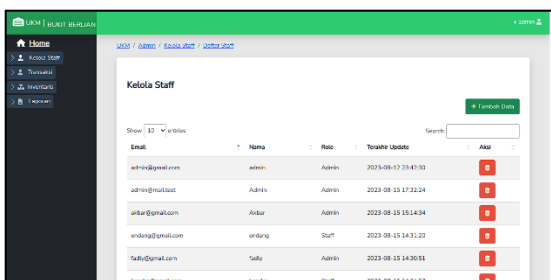 UKM | BUKIT BERLIAN
admin
Home
Kelola Staff
Transaksi
Inventaris
Laporan
UKM / Admin / Kelola Staff / Daftar Staff
Kelola Staff
+ Tambah Data
Show 10 entries
Search:
Email Nama Role Terakhir Update Aksi
admin@gmail.com admin Admin 2023-08-12 23:42:30
admin@mail.test Admin Admin 2023-08-15 17:32:24
akbar@gmail.com Akbar Admin 2023-08-15 15:14:34
endang@gmail.com endang Staff 2023-08-15 14:31:20
fadly@gmail.com fadly Admin 2023-08-15 14:30:51